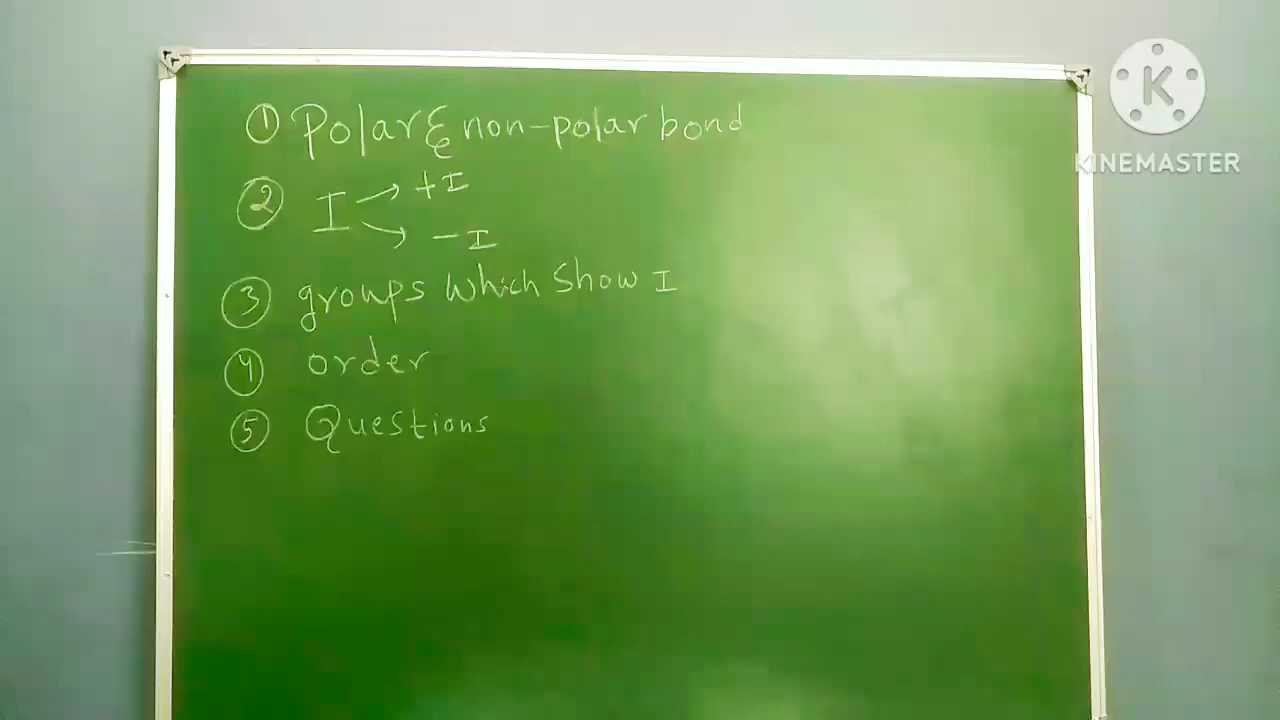 ① Polar & non-polar bond
② I → +I
→ -I
③ groups which show I
④ order
⑤ Questions
K
KINEMASTER